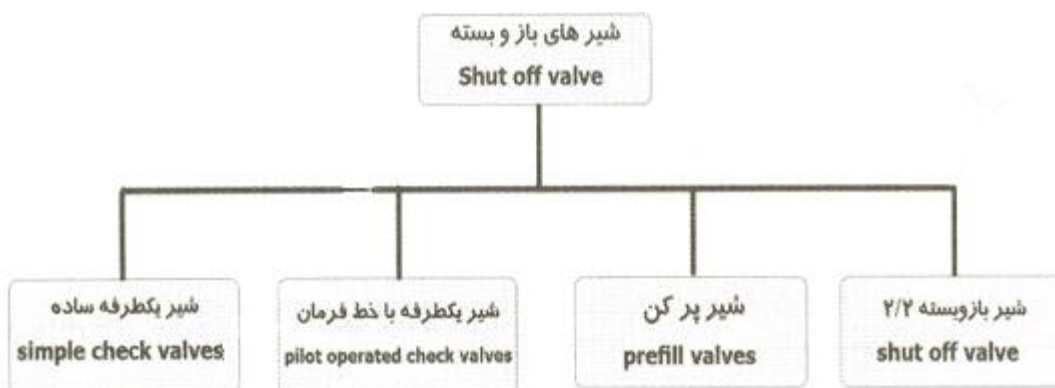 شیر های باز و بسته
Shut off valve
شیر یکطرفه ساده
simple check valves
شیر یکطرفه با خط فرمان
pilot operated check valves
شیر پر کن
prefill valves
شیر بازوبسته ۲/۲
shut off valve